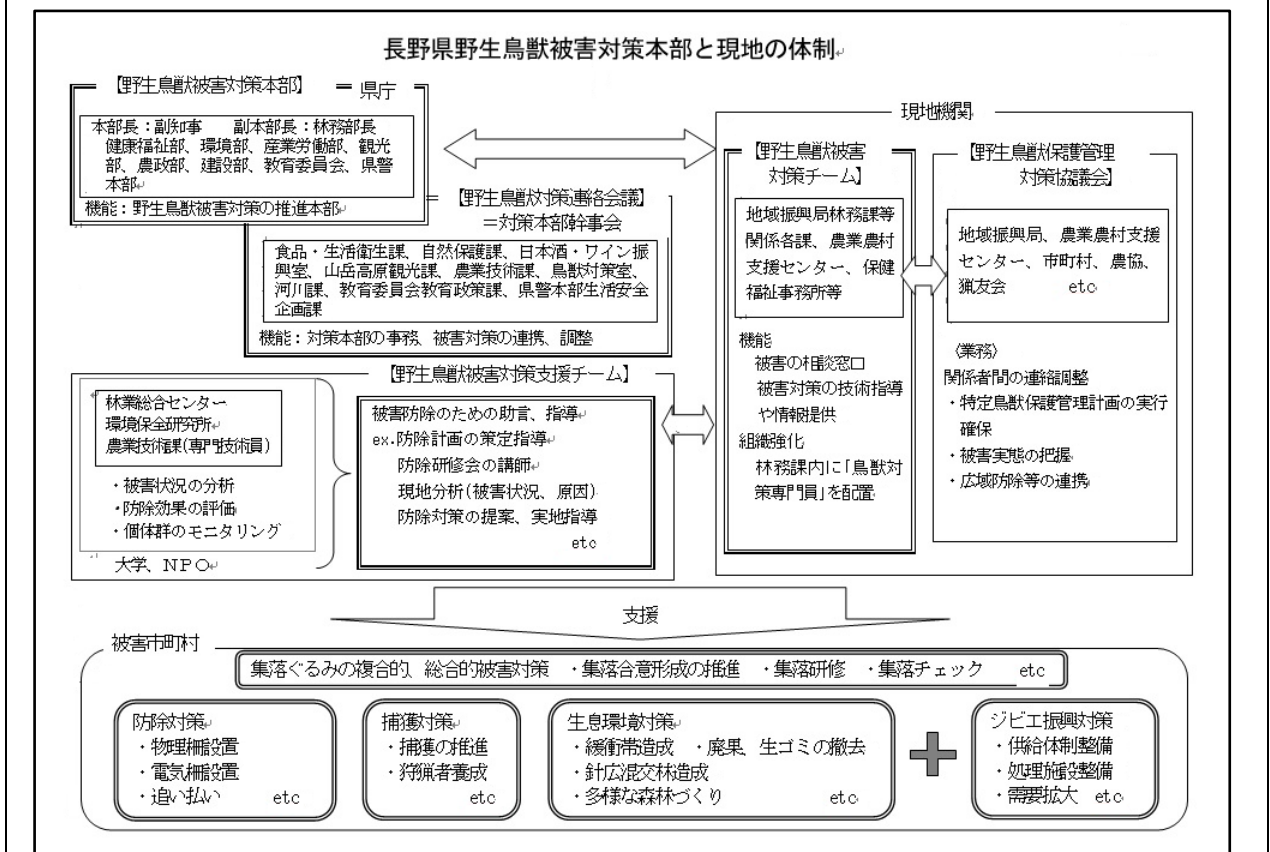 長野県野生鳥獣被害対策本部と現地の体制
【野生鳥獣被害対策本部】
県庁
本部長：副知事　副本部長：林務部長
健康福祉部、環境部、産業労働部、観光
部、農政部、建設部、教育委員会、県警
本部
機能：野生鳥獣被害対策の推進本部
【野生鳥獣対策連絡会議】
＝対策本部幹事会
食品・生活衛生課、自然保護課、日本酒・ワイン振
興室、山岳高原観光課、農業技術課、鳥獣対策室、
河川課、教育委員会教育政策課、県警本部生活安全
企画課
機能：対策本部の事務、被害対策の連携、調整
現地機関
【野生鳥獣被害
対策チーム】
地域振興局林務課等
関係各課、農業農村
支援センター、保健
福祉事務所等
機能
被害の相談窓口
被害対策の技術指導
や情報提供
組織強化
林務課内に「鳥獣対
策専門員」を配置
【野生鳥獣保護管理
対策協議会】
地域振興局、農業農村支援
センター、市町村、農協、
猟友会　etc
〈業務〉
関係者間の連絡調整
・特定鳥獣保護管理計画の実行
確保
・被害実態の把握
・広域防除等の連携
【野生鳥獣被害対策支援チーム】
林業総合センター
環境保全研究所
農業技術課(専門技術員)
・被害状況の分析
・防除効果の評価
・個体群のモニタリング
大学、ＮＰＯ
被害防除のための助言、指導
ex.防除計画の策定指導
防除研修会の講師
現地分析(被害状況、原因)
防除対策の提案、実地指導
etc
支援
被害市町村
集落ぐるみの複合的、総合的被害対策　・集落合意形成の推進　・集落研修　・集落チェック　etc
防除対策
・物理柵設置
・電気柵設置
・追い払い　etc
捕獲対策
・捕獲の推進
・狩猟者養成
etc
生息環境対策
・緩衝帯造成　・廃果、生ゴミの撤去
・針広混交林造成
・多様な森林づくり　etc
ジビエ振興対策
・供給体制整備
・処理施設整備
・需要拡大　etc